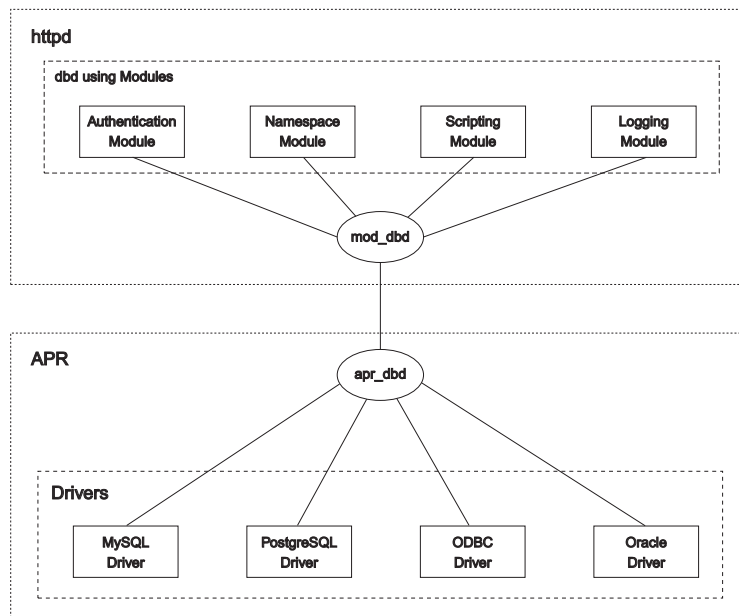 httpd
dbd using Modules
Authentication
Module
Namespace
Module
Scripting
Module
Logging
Module
mod_dbd
APR
apr_dbd
Drivers
MySQL
Driver
PostgreSQL
Driver
ODBC
Driver
Oracle
Driver